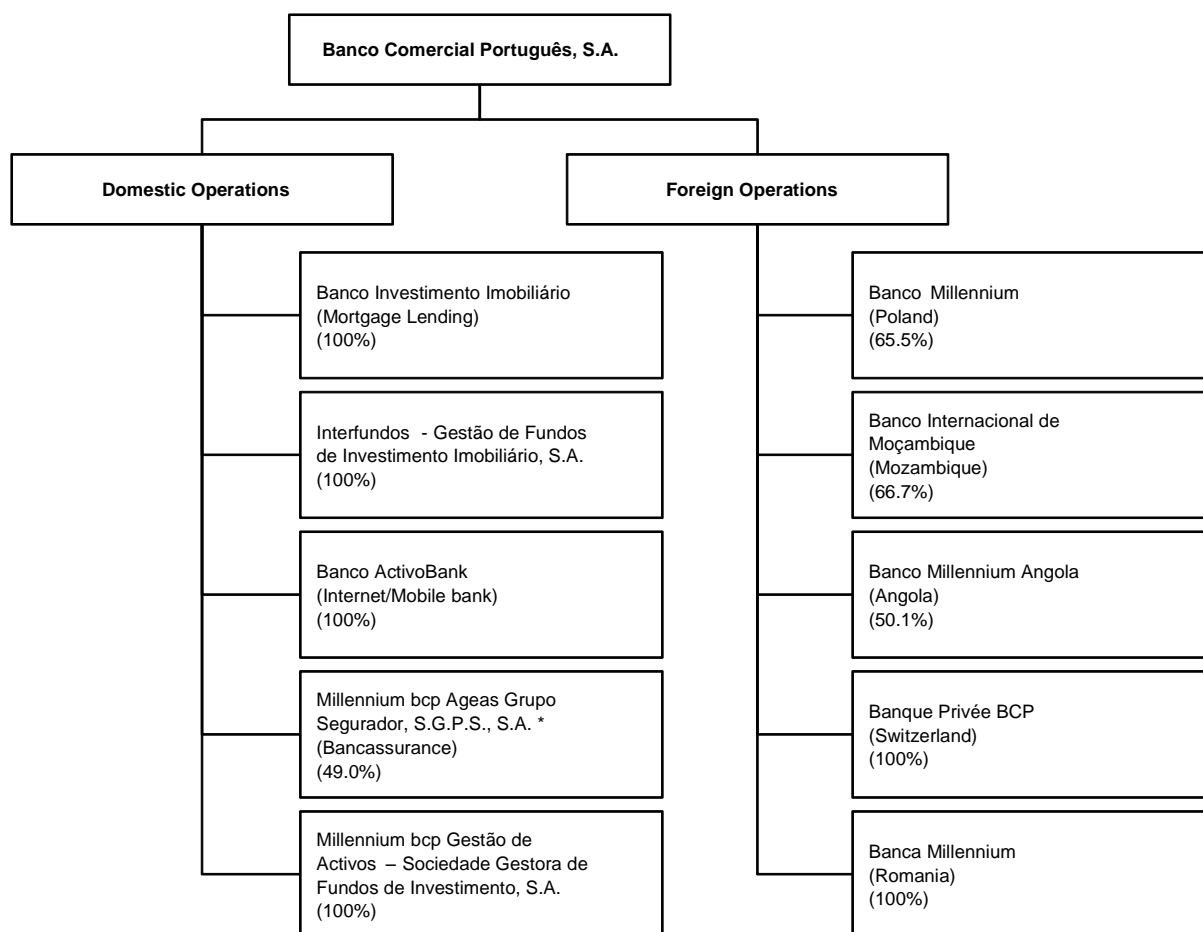 Banco Comercial Português, S.A.
Domestic Operations
Foreign Operations
Banco Investimento Imobiliário
(Mortgage Lending)
(100%)
Interfundos - Gestão de Fundos
de Investimento Imobiliário, S.A.
(100%)
Banco ActivoBank
(Internet/Mobile bank)
(100%)
Millennium bcp Ageas Grupo
Segurador, S.G.P.S., S.A. *
(Bancassurance)
(49.0%)
Millennium bcp Gestão de
Activos – Sociedade Gestora de
Fundos de Investimento, S.A.
(100%)
Banco Millennium
(Poland)
(65.5%)
Banco Internacional de
Moçambique
(Mozambique)
(66.7%)
Banco Millennium Angola
(Angola)
(50.1%)
Banque Privée BCP
(Switzerland)
(100%)
Banca Millennium
(Romania)
(100%)